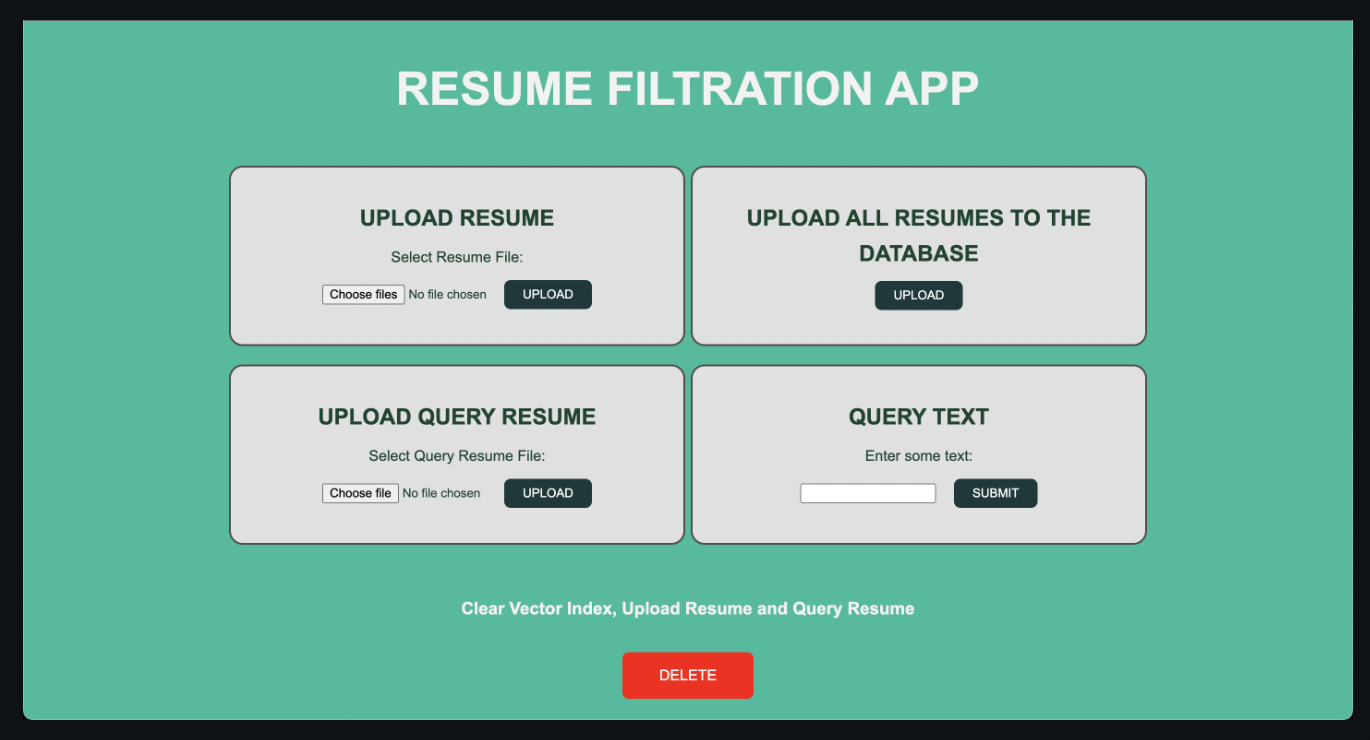 RESUME FILTRATION APP
UPLOAD RESUME
Select Resume File:
Choose files No file chosen UPLOAD
UPLOAD ALL RESUMES TO THE
DATABASE
UPLOAD
UPLOAD QUERY RESUME
Select Query Resume File:
Choose file No file chosen UPLOAD
QUERY TEXT
Enter some text:
SUBMIT
Clear Vector Index, Upload Resume and Query Resume
DELETE